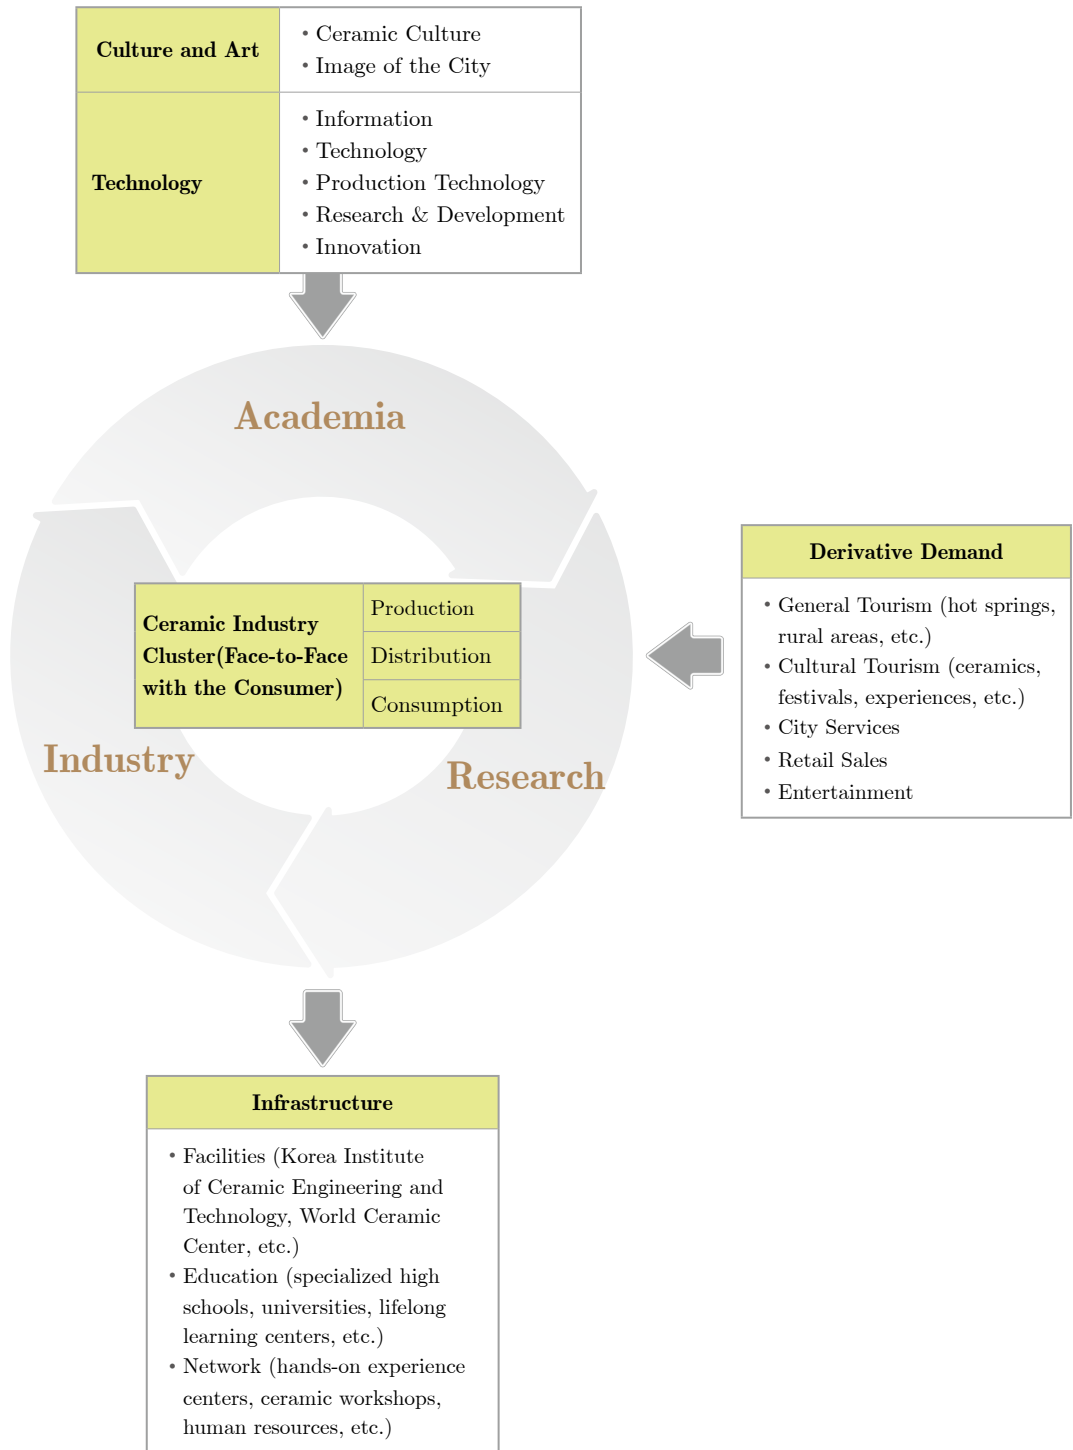 Culture and Art
• Ceramic Culture
• Image of the City
Technology
• Information
• Technology
• Production Technology
• Research & Development
• Innovation
Academia
Industry
Research
Ceramic Industry
Cluster(Face-to-Face
with the Consumer)
Production
Distribution
Consumption
Derivative Demand
• General Tourism (hot springs,
rural areas, etc.)
• Cultural Tourism (ceramics,
festivals, experiences, etc.)
• City Services
• Retail Sales
• Entertainment
Infrastructure
• Facilities (Korea Institute
of Ceramic Engineering and
Technology, World Ceramic
Center, etc.)
• Education (specialized high
schools, universities, lifelong
learning centers, etc.)
• Network (hands-on experience
centers, ceramic workshops,
human resources, etc.)